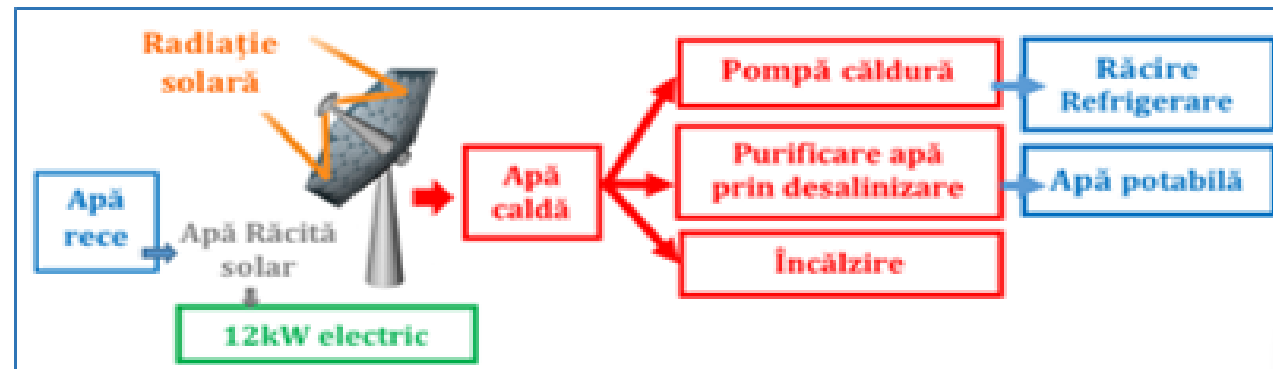 Radiaţie
solară
Apă
rece
Apă Răcită
solar
12kW electric
Apă
caldă
Pompă căldură
Purificare apă
prin desalinizare
Încălzire
Răcire
Refrigerare
Apă potabilă